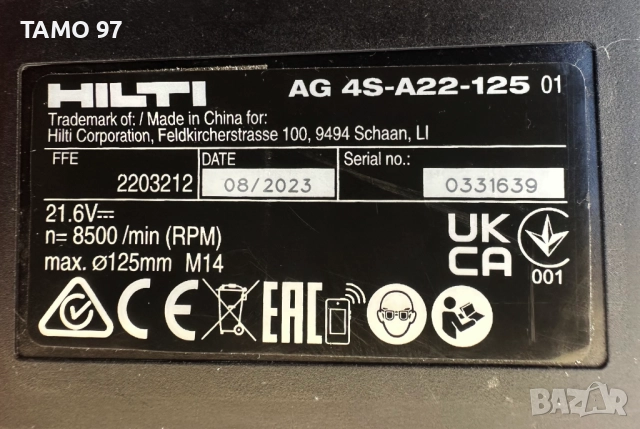 TAMO 97
HILTI AG 4S-A22-125 01
Trademark of: / Made in China for:
Hilti Corporation, Feldkircherstrasse 100, 9494 Schaan, LI
FFE DATE Serial no.:
2203212 08/2023 0331639
21.6V⎓
n= 8500 /min (RPM)
max. ø125mm M14
UK
CA
001
CE EAC
BAZAR.bg